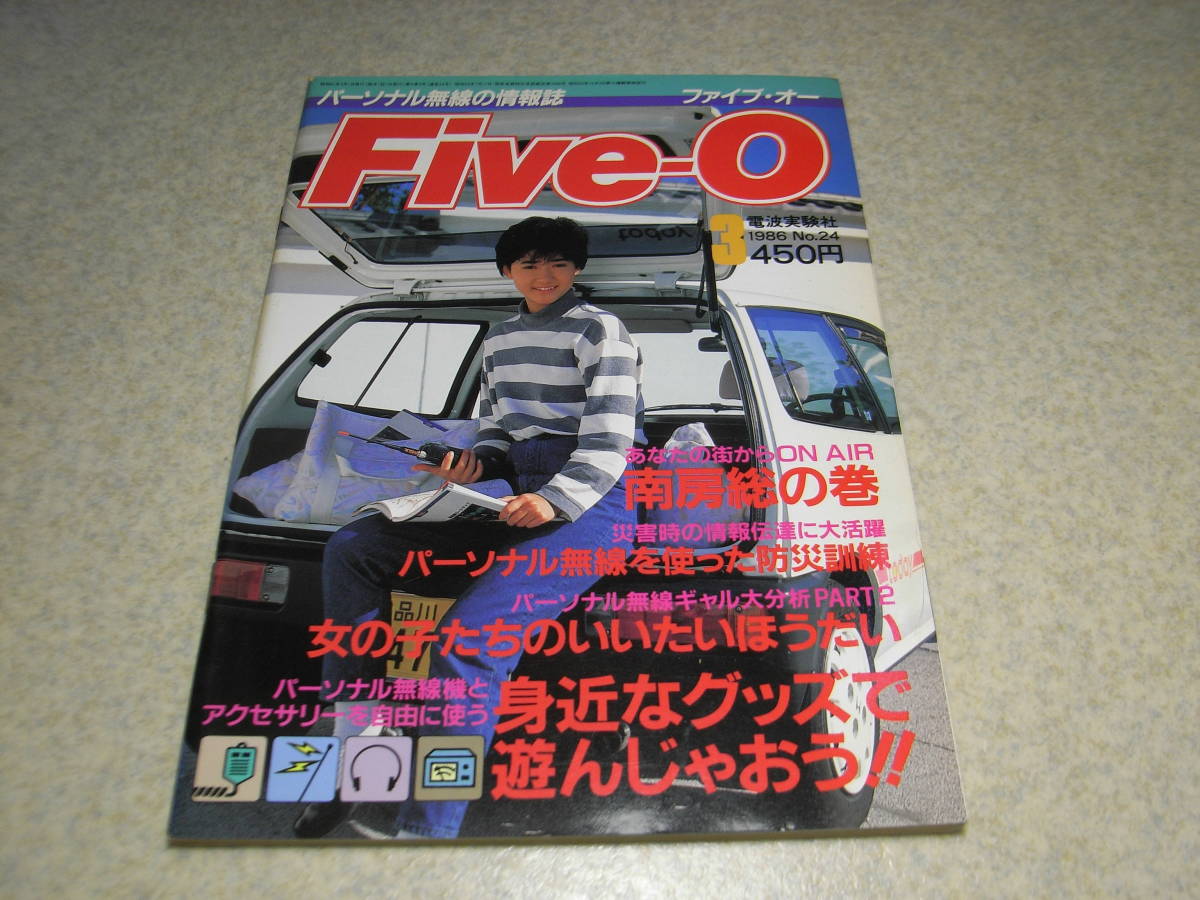 パーソナル無線の情報誌 ファイブ・オー
Five-O
3
電波実験社
1986 No.24
450円
today
あなたの街からON AIR
南房総の巻
災害時の情報伝達に大活躍
パーソナル無線を使った防災訓練
today
パーソナル無線ギャル大分析PART2
女の子たちのいいたいほうだい
品川
47
パーソナル無線機と
アクセサリーを自由に使う
身近なグッズで
遊んじゃおう!!